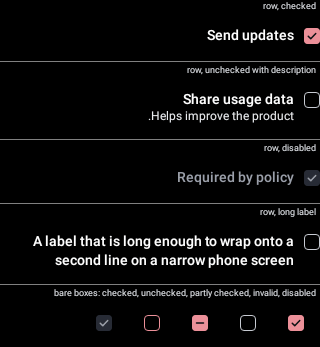 row, checked
Send updates
row, unchecked with description
Share usage data
.Helps improve the product
row, disabled
Required by policy
row, long label
A label that is long enough to wrap onto a
second line on a narrow phone screen
bare boxes: checked, unchecked, partly checked, invalid, disabled